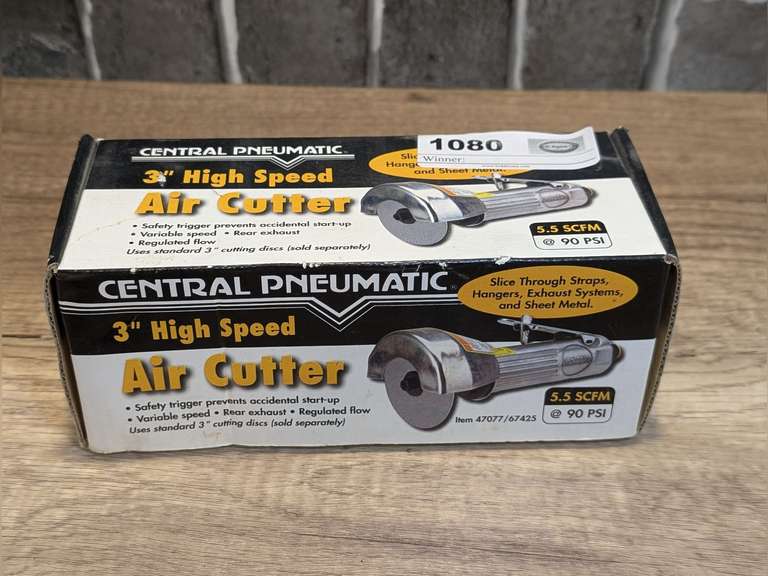 1080
Winner:
CENTRAL PNEUMATIC
3" High Speed
Air Cutter
• Safety trigger prevents accidental start-up
• Variable speed • Rear exhaust
• Regulated flow
Uses standard 3" cutting discs (sold separately)
and Sheet Metal.
5.5 SCFM
@ 90 PSI
CENTRAL PNEUMATIC
3" High Speed
Air Cutter
• Safety trigger prevents accidental start-up
• Variable speed • Rear exhaust • Regulated flow
Uses standard 3" cutting discs (sold separately)
Slice Through Straps,
Hangers, Exhaust Systems,
and Sheet Metal.
Item 47077/67425
5.5 SCFM
@ 90 PSI